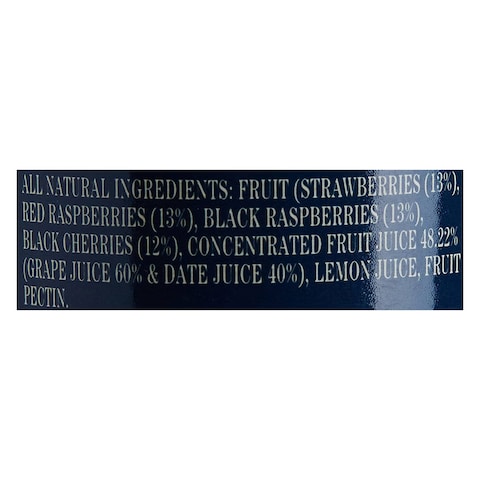 ALL NATURAL INGREDIENTS: FRUIT (STRAWBERRIES (13%),
RED RASPBERRIES (13%), BLACK RASPBERRIES (13%),
BLACK CHERRIES (12%), CONCENTRATED FRUIT JUICE 48.22%
(GRAPE JUICE 60% & DATE JUICE 40%), LEMON JUICE, FRUIT
PECTIN.